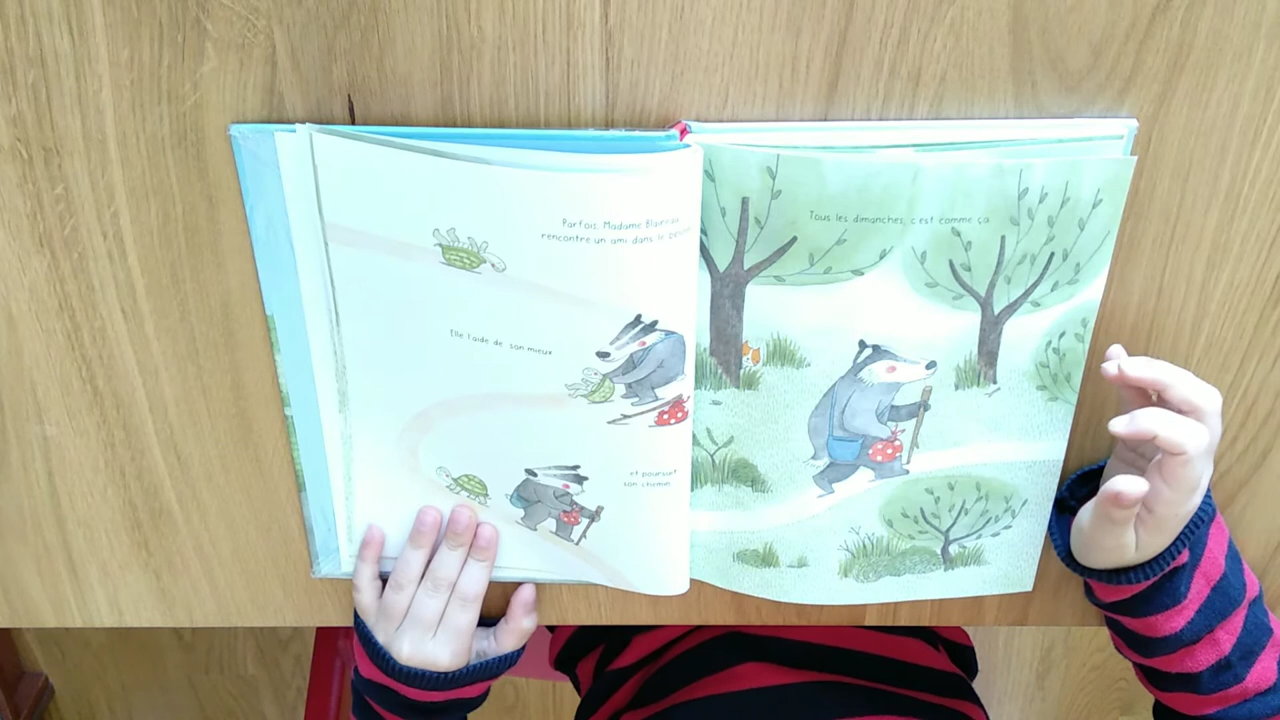 Parfois, Madame Blaireau
rencontre un ami dans le besoin.
Elle l'aide de son mieux
et poursuit
son chemin.
Tous les dimanches, c'est comme ça.